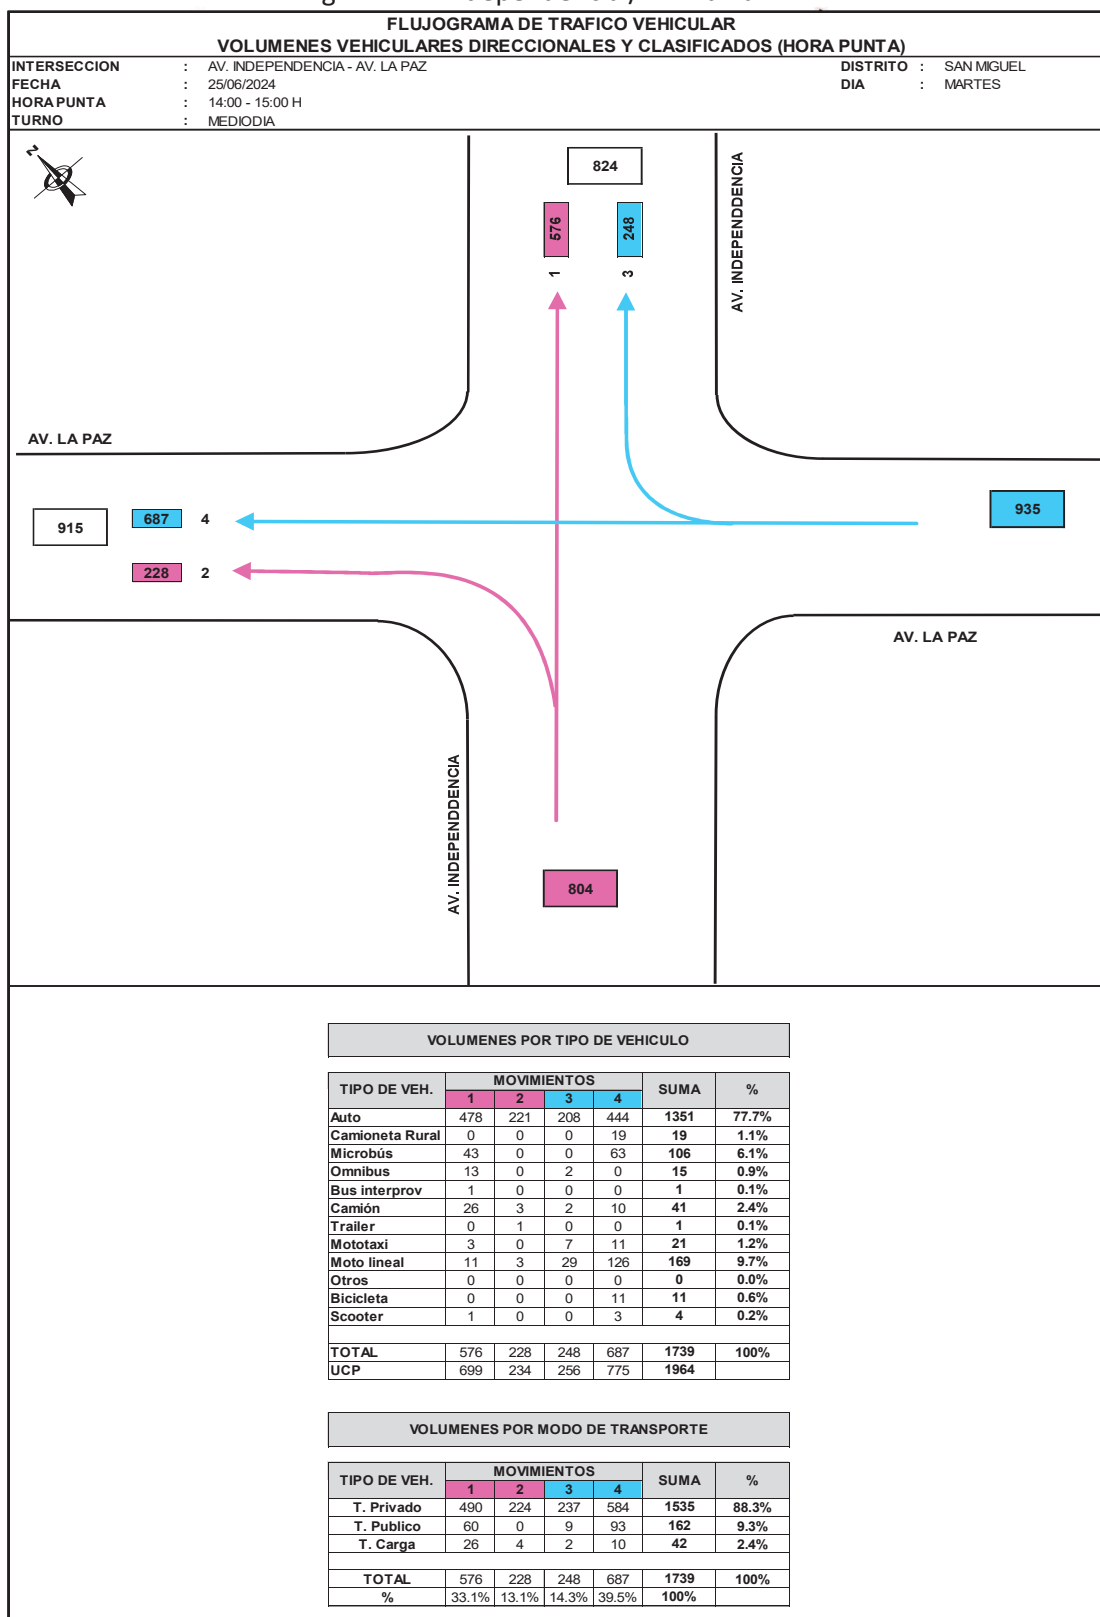 FLUJOGRAMA DE TRAFICO VEHICULAR
VOLUMENES VEHICULARES DIRECCIONALES Y CLASIFICADOS (HORA PUNTA)
INTERSECCION : AV. INDEPENDENCIA - AV. LA PAZ DISTRITO : SAN MIGUEL
FECHA : 25/06/2024 DIA : MARTES
HORA PUNTA : 14:00 - 15:00 H
TURNO : MEDIODIA
N
824
576 248
1 3
AV. INDEPENDDENCIA
AV. LA PAZ
915 687 4 935
228 2
AV. LA PAZ
AV. INDEPENDDENCIA
804
VOLUMENES POR TIPO DE VEHICULO
TIPO DE VEH. MOVIMIENTOS SUMA %
1 2 3 4
Auto 478 221 208 444 1351 77.7%
Camioneta Rural 0 0 0 19 19 1.1%
Microbús 43 0 0 63 106 6.1%
Omnibus 13 0 2 0 15 0.9%
Bus interprov 1 0 0 0 1 0.1%
Camión 26 3 2 10 41 2.4%
Trailer 0 1 0 0 1 0.1%
Mototaxi 3 0 7 11 21 1.2%
Moto lineal 11 3 29 126 169 9.7%
Otros 0 0 0 0 0 0.0%
Bicicleta 0 0 0 11 11 0.6%
Scooter 1 0 0 3 4 0.2%
TOTAL 576 228 248 687 1739 100%
UCP 699 234 256 775 1964
VOLUMENES POR MODO DE TRANSPORTE
TIPO DE VEH. MOVIMIENTOS SUMA %
1 2 3 4
T. Privado 490 224 237 584 1535 88.3%
T. Publico 60 0 9 93 162 9.3%
T. Carga 26 4 2 10 42 2.4%
TOTAL 576 228 248 687 1739 100%
% 33.1% 13.1% 14.3% 39.5% 100%